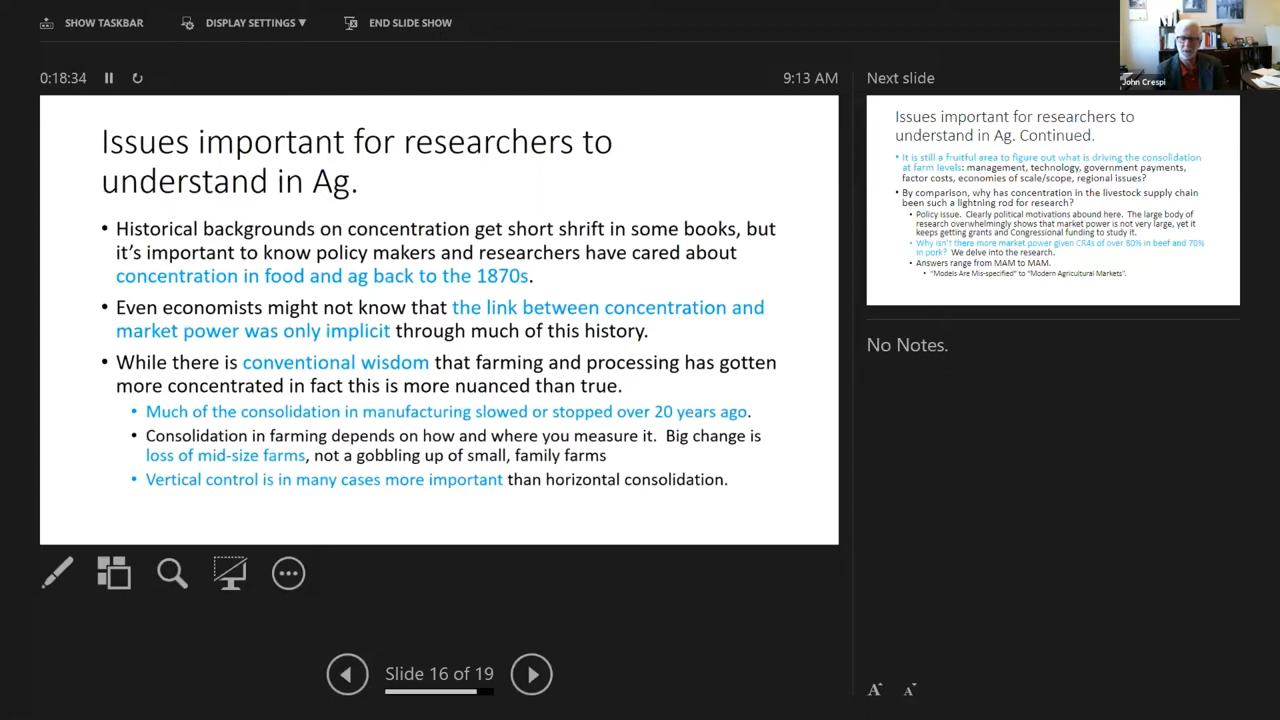 SHOW TASKBAR
DISPLAY SETTINGS ▼
END SLIDE SHOW
John Crespi
0:18:34
9:13 AM
Issues important for researchers to
understand in Ag.
• Historical backgrounds on concentration get short shrift in some books, but
it's important to know policy makers and researchers have cared about
concentration in food and ag back to the 1870s.
• Even economists might not know that the link between concentration and
market power was only implicit through much of this history.
• While there is conventional wisdom that farming and processing has gotten
more concentrated in fact this is more nuanced than true.
• Much of the consolidation in manufacturing slowed or stopped over 20 years ago.
• Consolidation in farming depends on how and where you measure it.  Big change is
loss of mid-size farms, not a gobbling up of small, family farms
• Vertical control is in many cases more important than horizontal consolidation.
Slide 16 of 19
Next slide
Issues important for researchers to
understand in Ag. Continued.
• It is still a fruitful area to figure out what is driving the consolidation
at farm levels: management, technology, government payments,
factor costs, economies of scale/scope, regional issues?
• By comparison, why has concentration in the livestock supply chain
been such a lightning rod for research?
• Policy issue.  Clearly political motivations abound here.  The large body of
research overwhelmingly shows that market power is not very large, yet it
keeps getting grants and Congressional funding to study it.
• Why isn't there more market power given CR4s of over 80% in beef and 70%
in pork?  We delve into the research.
• Answers range from MAM to MAM.
• "Models Are Mis-specified" to "Modern Agricultural Markets".
No Notes.
A A